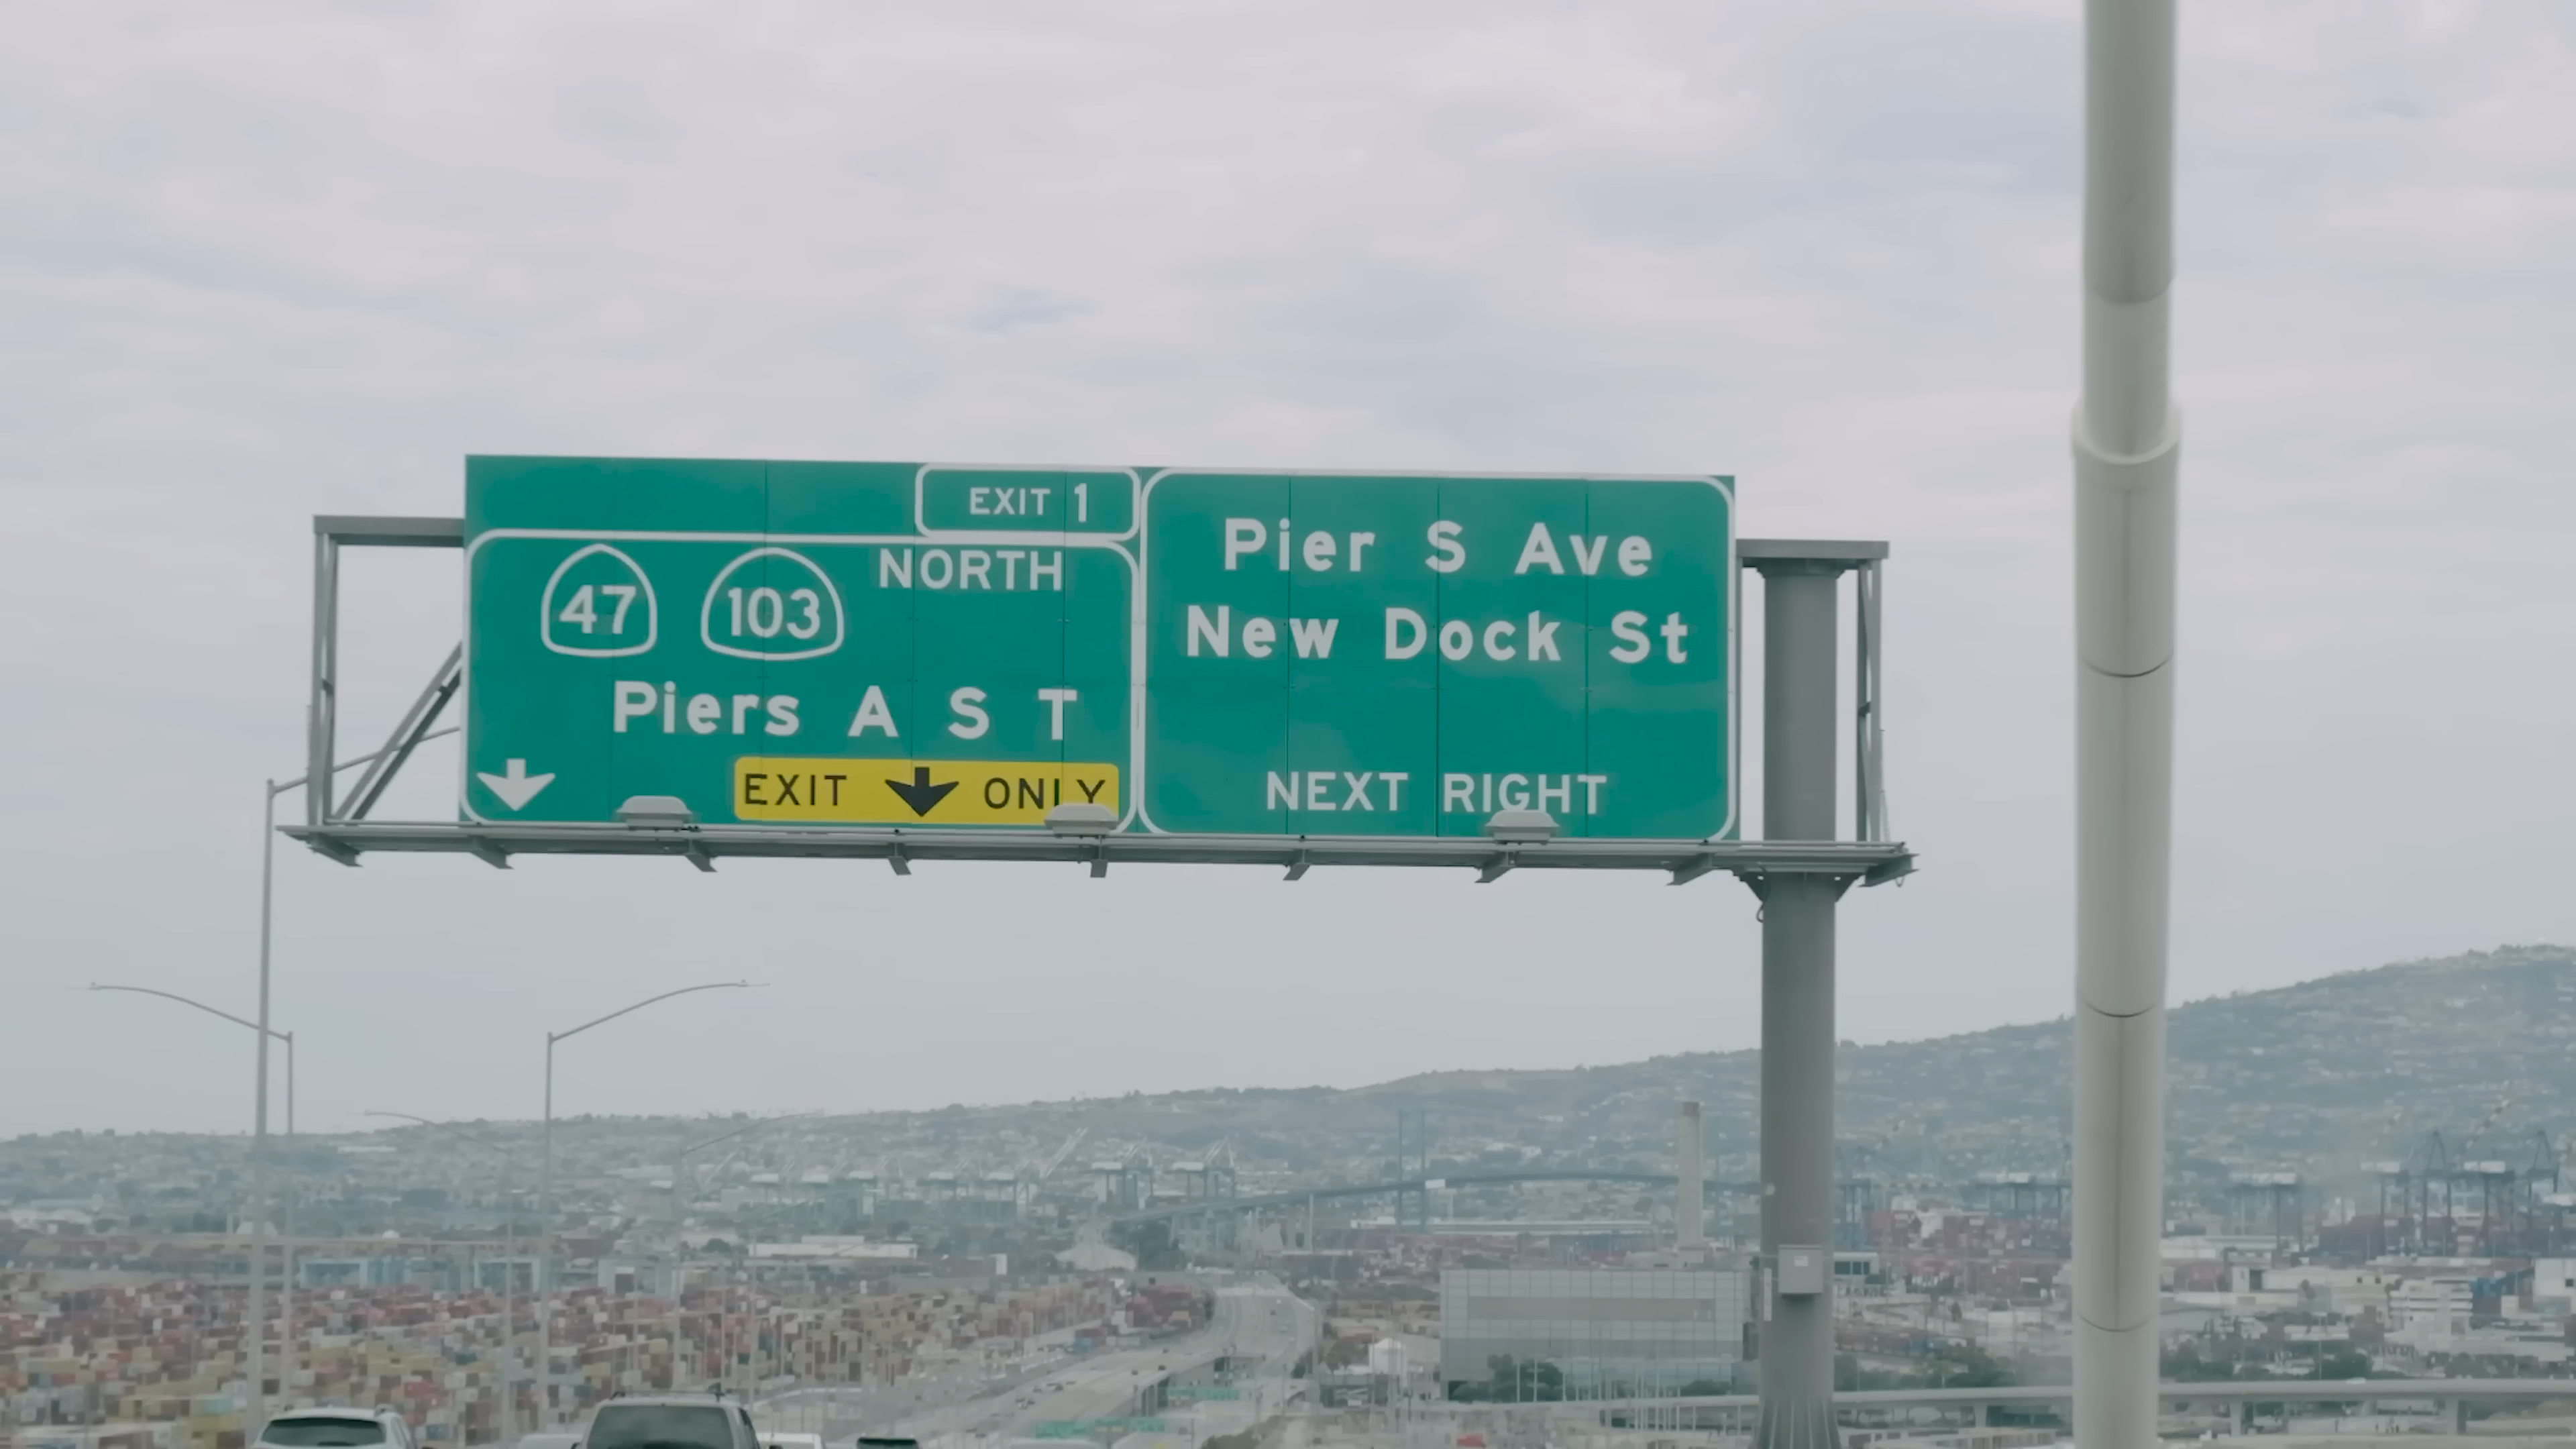 EXIT 1
47 103 NORTH
Piers A S T
EXIT ONLY
Pier S Ave
New Dock St
NEXT RIGHT